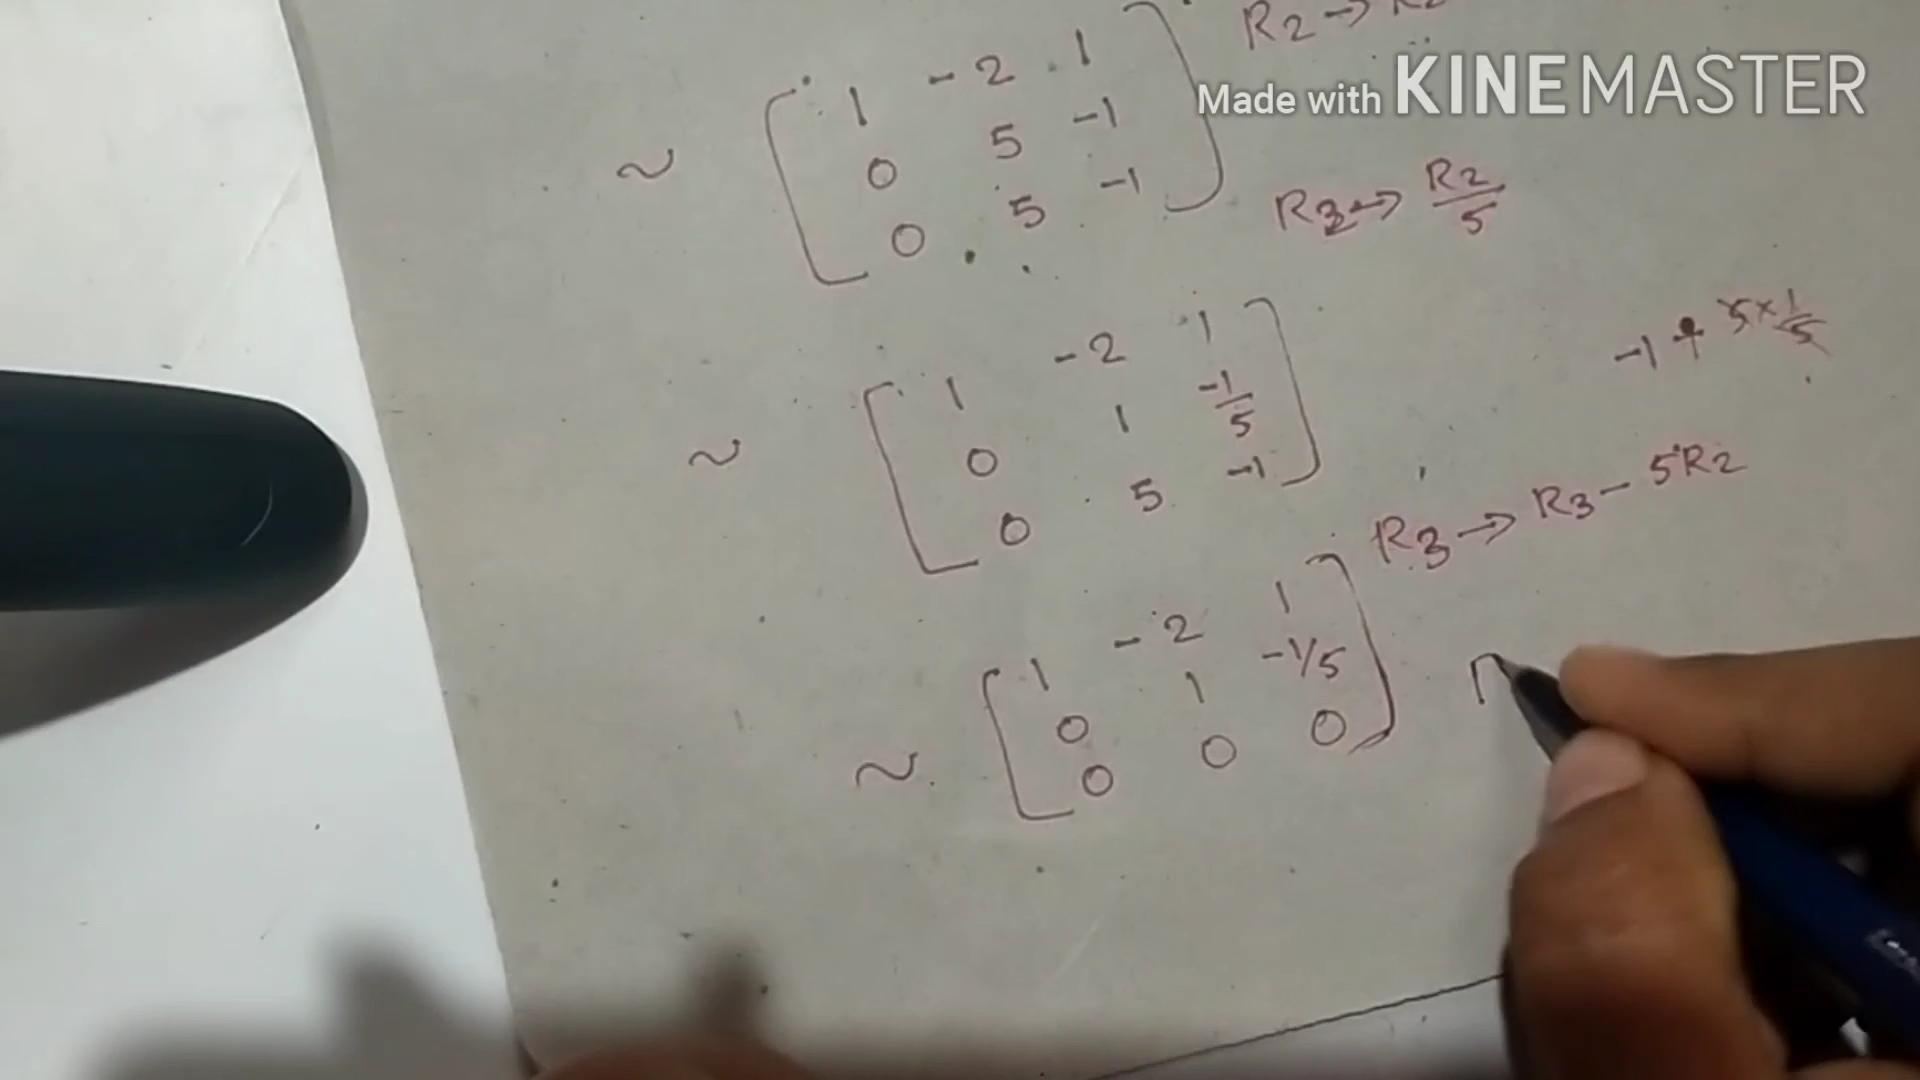 R2 → R2
Made with KINEMASTER
1 -2 1
~ 0 5 -1
0 5 -1
R2 → R2/5
1 -2 1
~ 0 1 -1/5
0 5 -1
-1 + 5 × 1/5
R3 → R3 - 5R2
1 -2 1
0 1 -1/5
~ 0 0 0